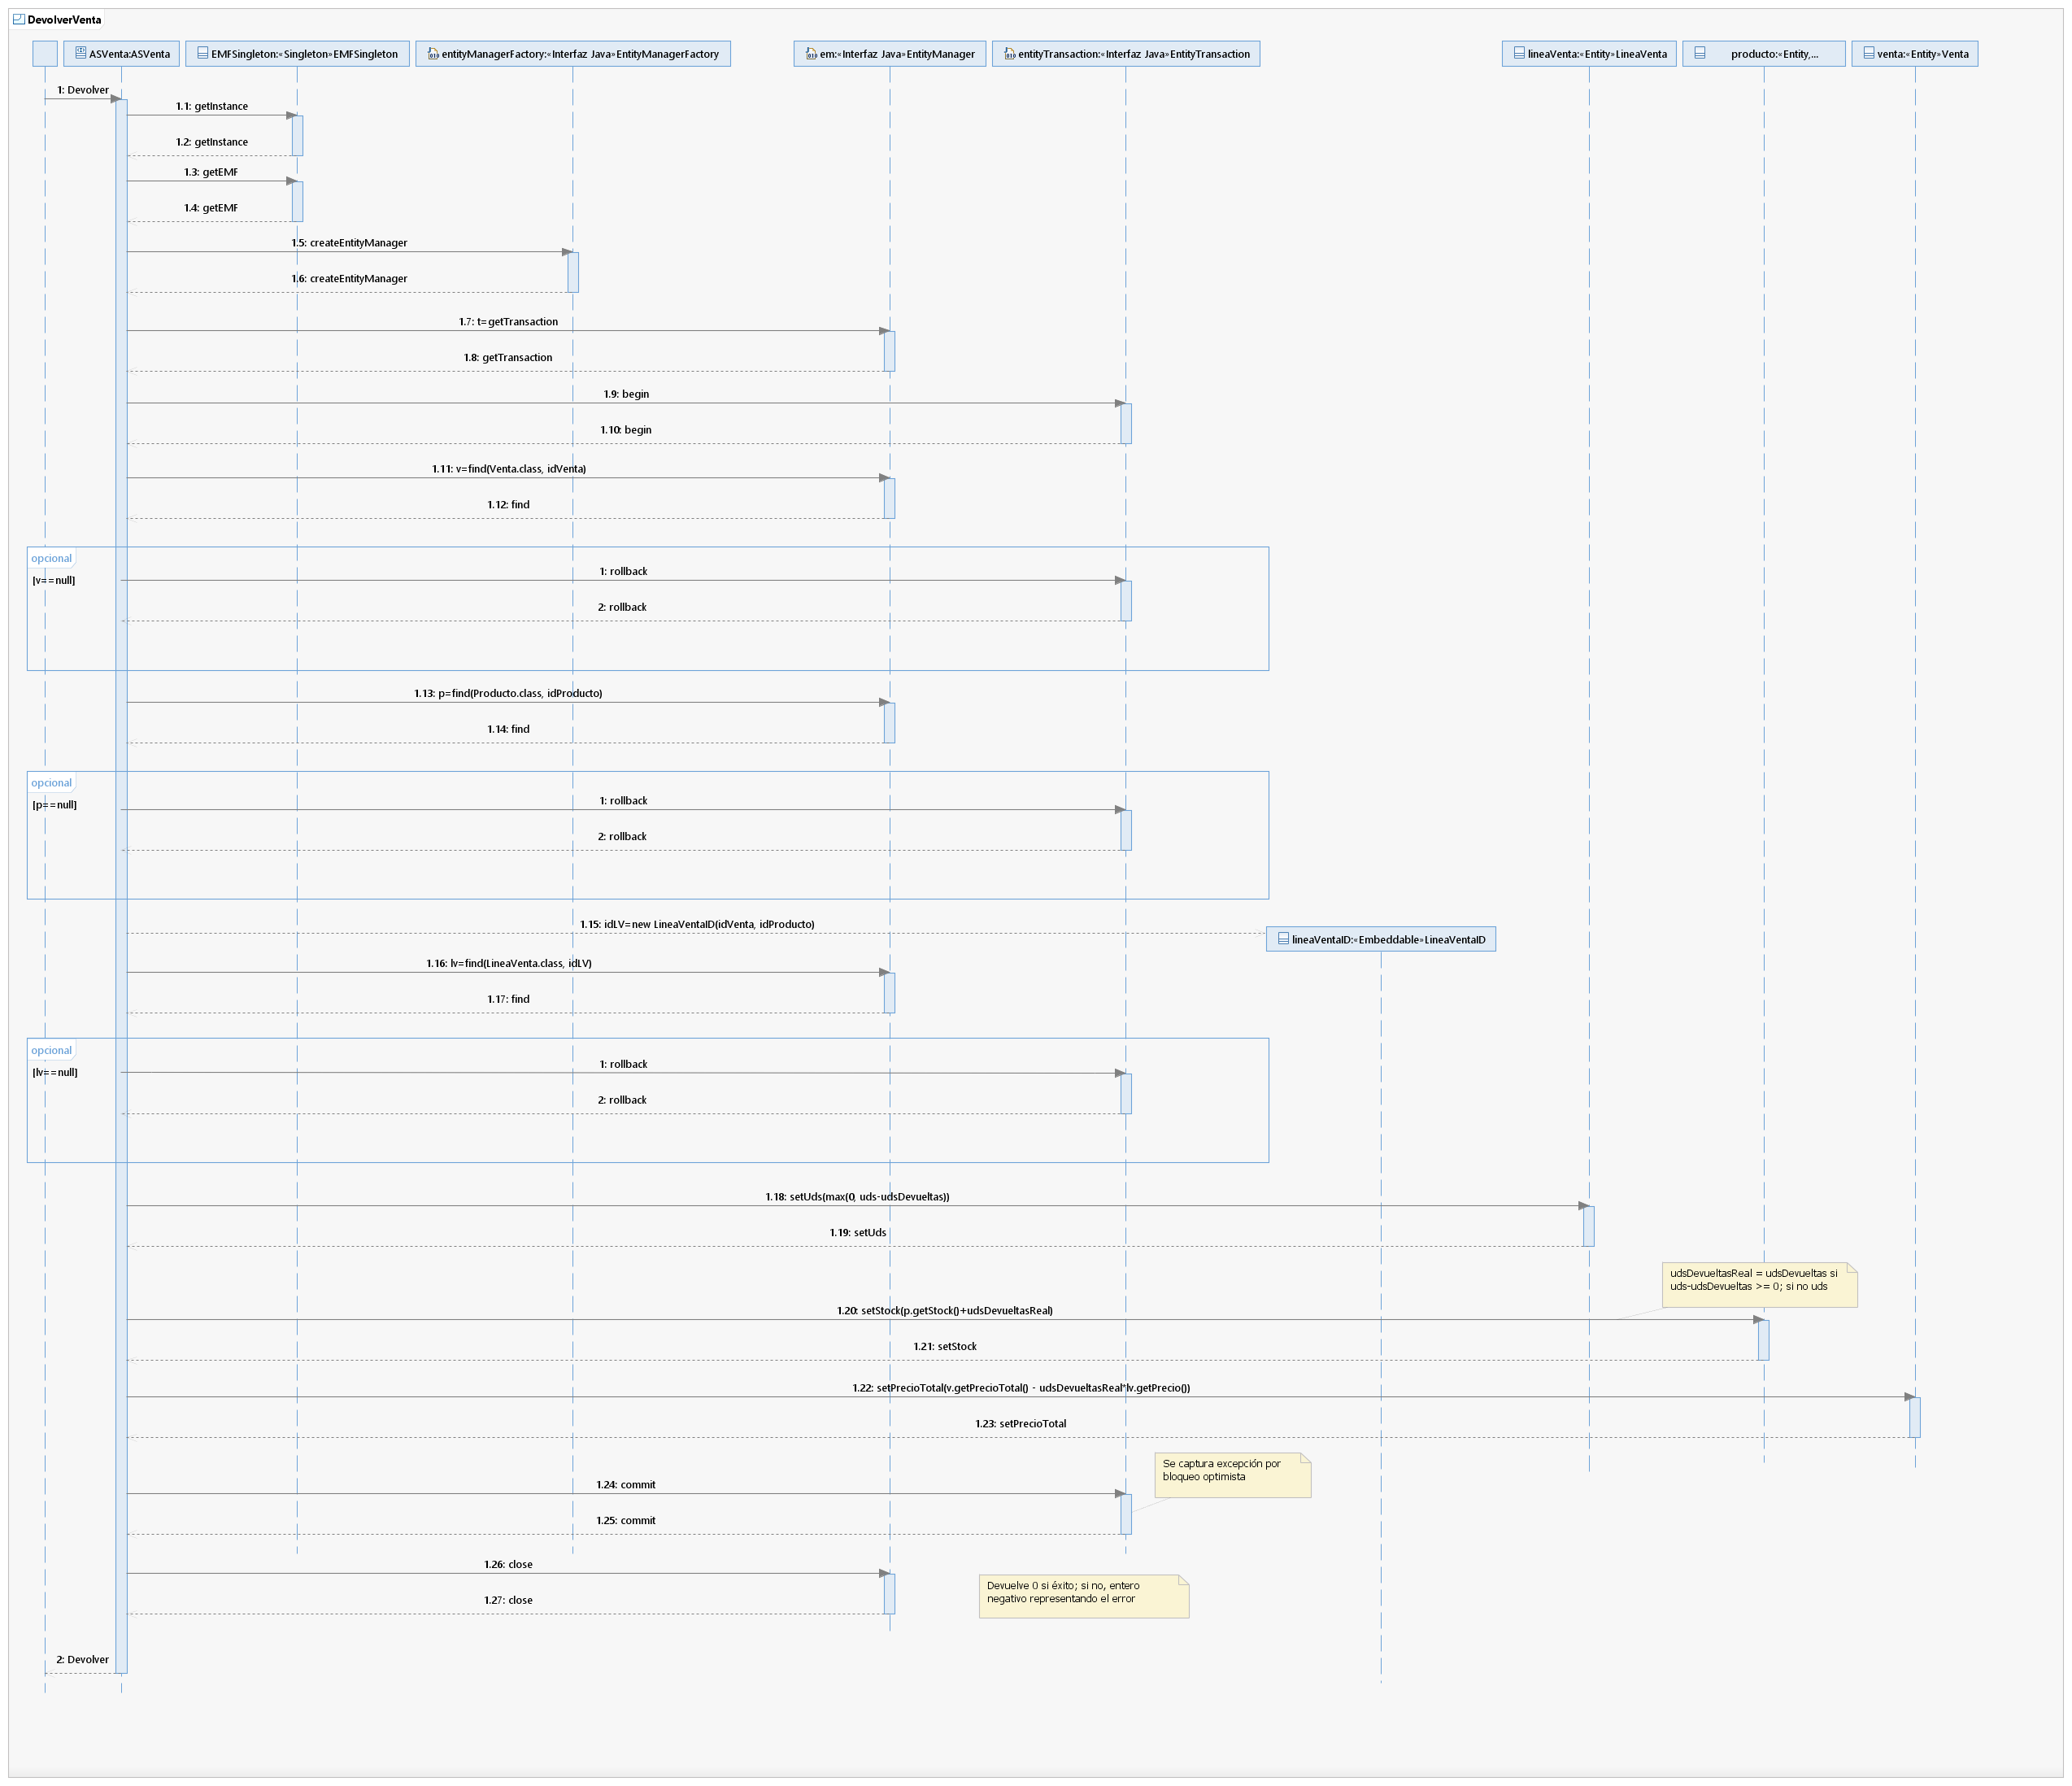 DevolverVenta
ASVenta:ASVenta
EMFSingleton:«Singleton»EMFSingleton
entityManagerFactory:«Interfaz Java»EntityManagerFactory
em:«Interfaz Java»EntityManager
entityTransaction:«Interfaz Java»EntityTransaction
lineaVenta:«Entity»LineaVenta
producto:«Entity,...
venta:«Entity»Venta
1: Devolver
1.1: getInstance
1.2: getInstance
1.3: getEMF
1.4: getEMF
1.5: createEntityManager
1.6: createEntityManager
1.7: t=getTransaction
1.8: getTransaction
1.9: begin
1.10: begin
1.11: v=find(Venta.class, idVenta)
1.12: find
opcional
[v==null]
1: rollback
2: rollback
1.13: p=find(Producto.class, idProducto)
1.14: find
opcional
[p==null]
1: rollback
2: rollback
1.15: idLV=new LineaVentaID(idVenta, idProducto)
lineaVentaID:«Embeddable»LineaVentaID
1.16: lv=find(LineaVenta.class, idLV)
1.17: find
opcional
[lv==null]
1: rollback
2: rollback
1.18: setUds(max(0, uds-udsDevueltas))
1.19: setUds
udsDevueltasReal = udsDevueltas si
uds-udsDevueltas >= 0; si no uds
1.20: setStock(p.getStock()+udsDevueltasReal)
1.21: setStock
1.22: setPrecioTotal(v.getPrecioTotal() - udsDevueltasReal*lv.getPrecio())
1.23: setPrecioTotal
Se captura excepción por
bloqueo optimista
1.24: commit
1.25: commit
1.26: close
Devuelve 0 si éxito; si no, entero
negativo representando el error
1.27: close
2: Devolver